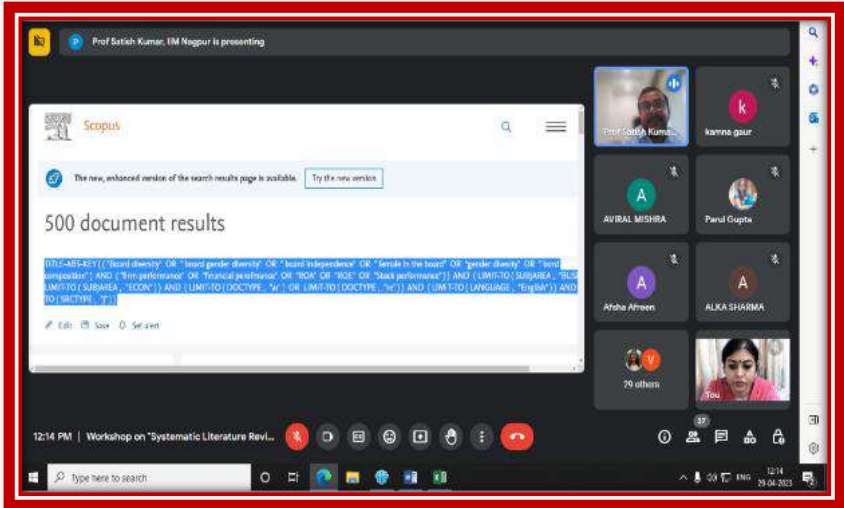 Prof Satish Kumar, IIM Nagpur is presenting
Scopus
The new, enhanced version of the search results page is available. Try the new version
500 document results
TITLE-ABS-KEY ( ( "Board diversity" OR " board gender diversity" OR " board independence" OR " female in the board" OR "gender diversity" OR "
composition" ) AND ( "firm performance" OR "financial OR "ROA" OR "ROE" OR "Stock performance" ) ) AND ( LIMIT-TO ( SUBJAREA , "BUSI
LIMIT-TO ( SUBJAREA , "ECON" ) ) AND ( LIMIT-TO ( DOCTYPE , "ar" ) OR LIMIT-TO ( DOCTYPE , "re" ) ) AND ( LIMIT-TO ( LANGUAGE , "English" ) ) AND
TO ( SRCTYPE , "j" ) )
Edit Save Set alert
Prof Satish Kuma...
k
kamna gaur
A
AVIRAL MISHRA
Parul Gupta
A
Afsha Afreen
A
ALKA SHARMA
V
29 others
You
12:14 PM | Workshop on "Systematic Literature Revi...
37
Type here to search
ENG
12:14
29-04-2023